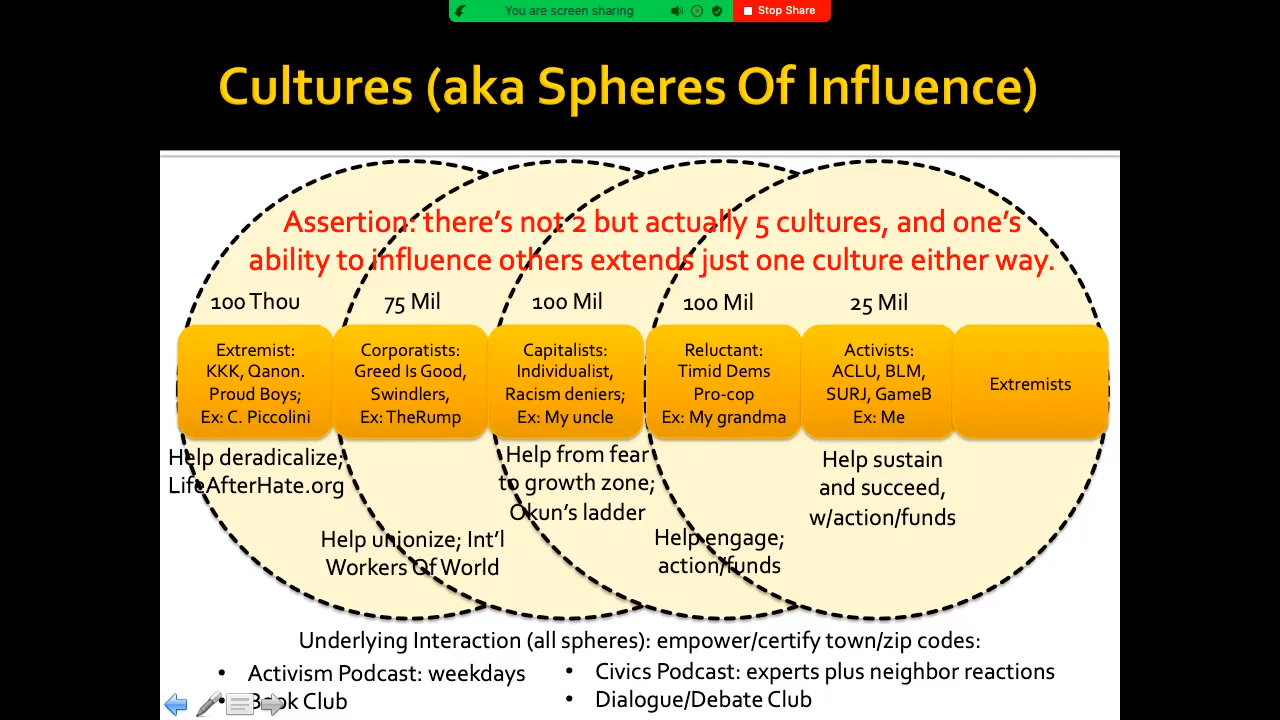 You are screen sharing
Stop Share
Cultures (aka Spheres Of Influence)
Assertion: there's not 2 but actually 5 cultures, and one's
ability to influence others extends just one culture either way.
100 Thou
75 Mil
100 Mil
100 Mil
25 Mil
Extremist:
KKK, Qanon.
Proud Boys;
Ex: C. Piccolini
Corporatists:
Greed Is Good,
Swindlers,
Ex: TheRump
Capitalists:
Individualist,
Racism deniers;
Ex: My uncle
Reluctant:
Timid Dems
Pro-cop
Ex: My grandma
Activists:
ACLU, BLM,
SURJ, GameB
Ex: Me
Extremists
Help deradicalize;
LifeAfterHate.org
Help unionize; Int'l
Workers Of World
Help from fear
to growth zone;
Okun's ladder
Help engage;
action/funds
Help sustain
and succeed,
w/action/funds
Underlying Interaction (all spheres): empower/certify town/zip codes:
• Activism Podcast: weekdays
• Book Club
• Civics Podcast: experts plus neighbor reactions
• Dialogue/Debate Club